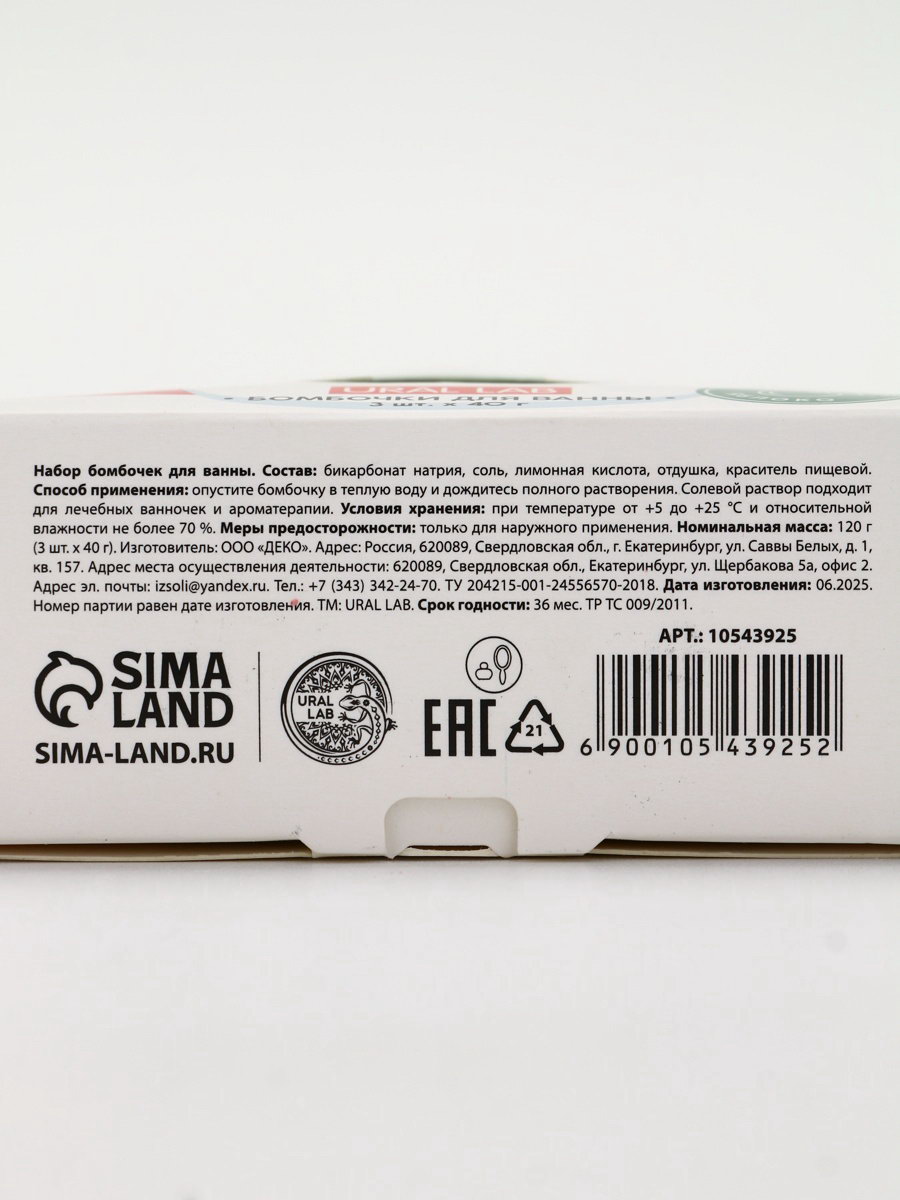 URAL LAB
• БОМБОЧКИ ДЛЯ ВАННЫ •
3 шт. х 40 г
Набор бомбочек для ванны. Состав: бикарбонат натрия, соль, лимонная кислота, отдушка, краситель пищевой.
Способ применения: опустите бомбочку в теплую воду и дождитесь полного растворения. Солевой раствор подходит
для лечебных ванночек и ароматерапии. Условия хранения: при температуре от +5 до +25 °С и относительной
влажности не более 70 %. Меры предосторожности: только для наружного применения. Номинальная масса: 120 г
(3 шт. х 40 г). Изготовитель: ООО «ДЕКО». Адрес: Россия, 620089, Свердловская обл., г. Екатеринбург, ул. Саввы Белых, д. 1,
кв. 157. Адрес места осуществления деятельности: 620089, Свердловская обл., Екатеринбург, ул. Щербакова 5а, офис 2.
Адрес эл. почты: izsoli@yandex.ru. Тел.: +7 (343) 342-24-70. ТУ 204215-001-24556570-2018. Дата изготовления: 06.2025.
Номер партии равен дате изготовления. ТМ: URAL LAB. Срок годности: 36 мес. ТР ТС 009/2011.
АРТ.: 10543925
SIMA
LAND
SIMA-LAND.RU
URAL
LAB
EAC
21
6 900105 439252